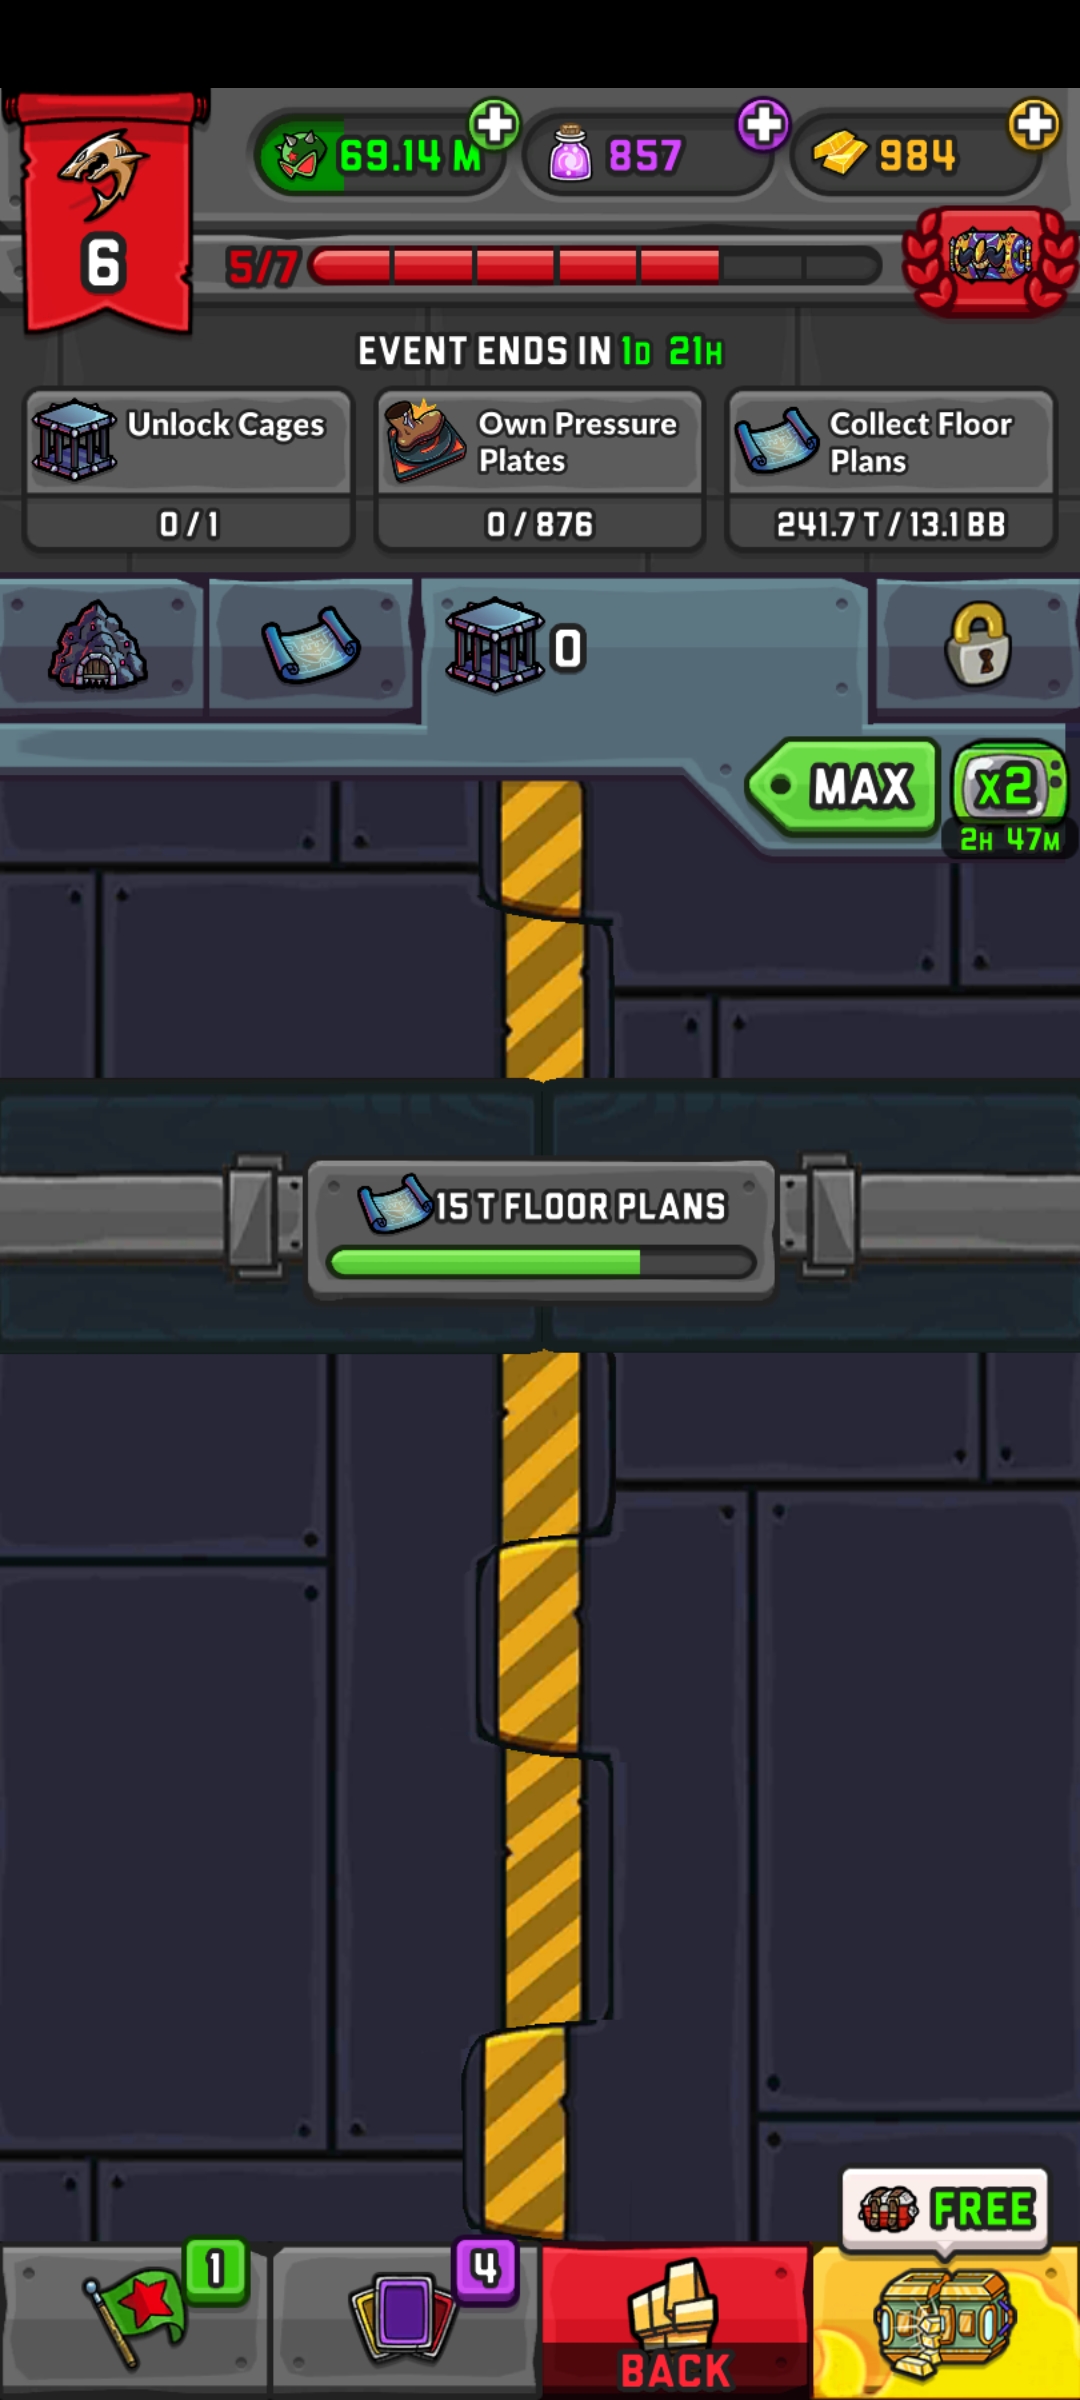 69.14 M
857
984
6
5/7
EVENT ENDS IN 1D 21H
Unlock Cages
0 / 1
Own Pressure
Plates
0 / 876
Collect Floor
Plans
241.7 T / 13.1 BB
0
MAX
X2
2H 47M
15 T FLOOR PLANS
FREE
1
4
BACK